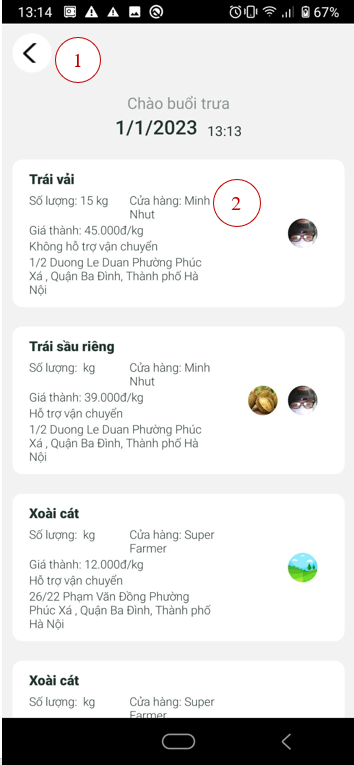 13:14 67%
1
Chào buổi trưa
1/1/2023 13:13
Trái vải
Số lượng: 15 kg Cửa hàng: Minh
Nhut
2
Giá thành: 45.000đ/kg
Không hỗ trợ vận chuyển
1/2 Duong Le Duan Phường Phúc
Xá , Quận Ba Đình, Thành phố Hà
Nội
Trái sầu riêng
Số lượng: kg Cửa hàng: Minh
Nhut
Giá thành: 39.000đ/kg
Hỗ trợ vận chuyển
1/2 Duong Le Duan Phường Phúc
Xá , Quận Ba Đình, Thành phố Hà
Nội
Xoài cát
Số lượng: kg Cửa hàng: Super
Farmer
Giá thành: 12.000đ/kg
Hỗ trợ vận chuyển
26/22 Phạm Văn Đồng Phường
Phúc Xá , Quận Ba Đình, Thành phố
Hà Nội
Xoài cát
Số lượng: kg Cửa hàng: Super
Farmer